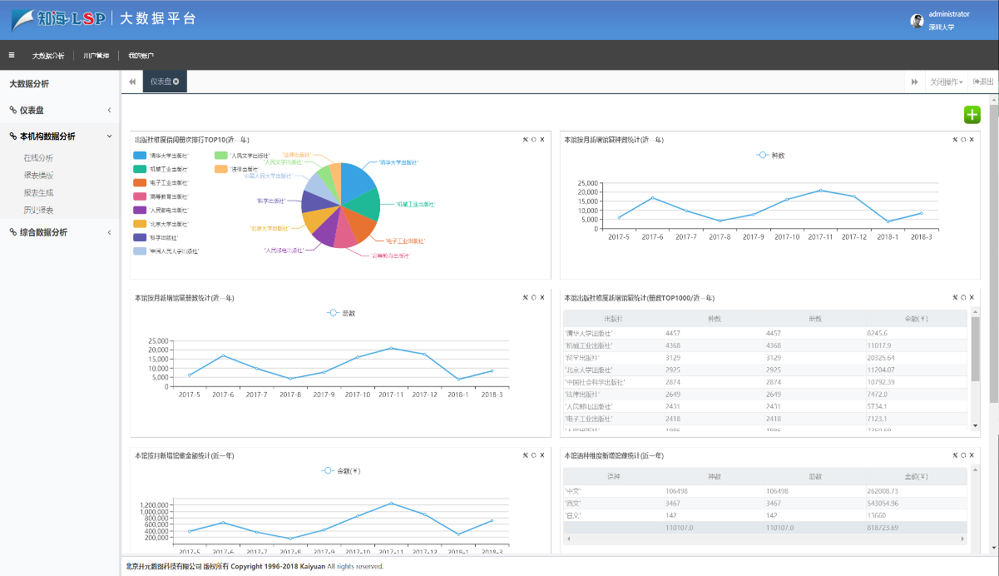 知海·LSP 大数据平台
administrator
深圳大学
大数据分析 用户管理 我的账户
大数据分析
仪表盘
本机构数据分析
在线分析
报表模板
报表生成
历史报表
综合数据分析
仪表盘
关闭操作
退出
出版社维度借阅册次排行TOP10(近一年)
'清华大学出版社'
'机械工业出版社'
'电子工业出版社'
'高等教育出版社'
'人民邮电出版社'
'北京大学出版社'
'科学出版社'
'中国人民大学出版社'
'人民文学出版社'
'法律出版社'
'法律出版社'
'人民文学出版社'
'中国人民大学出版社'
'科学出版社'
'北京大学出版社'
'人民邮电出版社'
'清华大学出版社'
'机械工业出版社'
'电子工业出版社'
'高等教育出版社'
本馆按月新增馆藏种数统计(近一年)
种数
25,000
20,000
15,000
10,000
5,000
0
2017-5 2017-6 2017-7 2017-8 2017-9 2017-10 2017-11 2017-12 2018-1 2018-3
本馆按月新增馆藏册数统计(近一年)
册数
25,000
20,000
15,000
10,000
5,000
0
2017-5 2017-6 2017-7 2017-8 2017-9 2017-10 2017-11 2017-12 2018-1 2018-3
本馆出版社维度新增馆藏统计(册数TOP1000/近一年)
出版社 种数 册数 金额(￥)
'清华大学出版社' 4457 4457 8245.6
'机械工业出版社' 4368 4368 11017.9
'科学出版社' 3129 3129 20325.64
'北京大学出版社' 2925 2925 11204.07
'中国社会科学出版社' 2874 2874 10792.39
'法律出版社' 2649 2649 7472.0
'人民邮电出版社' 2431 2431 5734.1
'电子工业出版社' 2418 2418 7123.1
'人民出版社' 1986 1986 2350.69
本馆按月新增馆藏金额统计(近一年)
金额(￥)
1,200,000
1,000,000
800,000
600,000
400,000
200,000
2017-5 2017-6 2017-7 2017-8 2017-9 2017-10 2017-11 2017-12 2018-1 2018-3
本馆语种维度新增馆藏统计(近一年)
语种 种数 册数 金额(￥)
'中文' 106498 106498 262008.73
'西文' 3467 3467 543054.96
'日文' 142 142 13660
110107.0 110107.0 818723.69
北京开元数图科技有限公司 版权所有 Copyright 1996-2018 Kaiyuan All rights reserved.